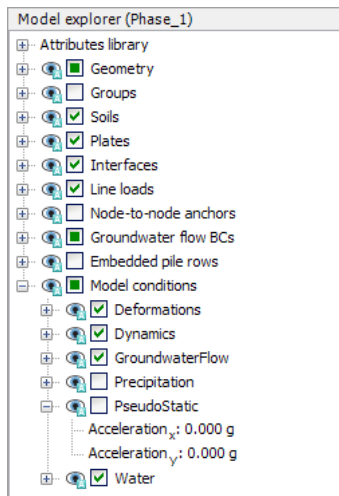 Model explorer (Phase_1)
Attributes library
Geometry
Groups
Soils
Plates
Interfaces
Line loads
Node-to-node anchors
Groundwater flow BCs
Embedded pile rows
Model conditions
Deformations
Dynamics
GroundwaterFlow
Precipitation
PseudoStatic
Accelerationx: 0.000 g
Accelerationy: 0.000 g
Water